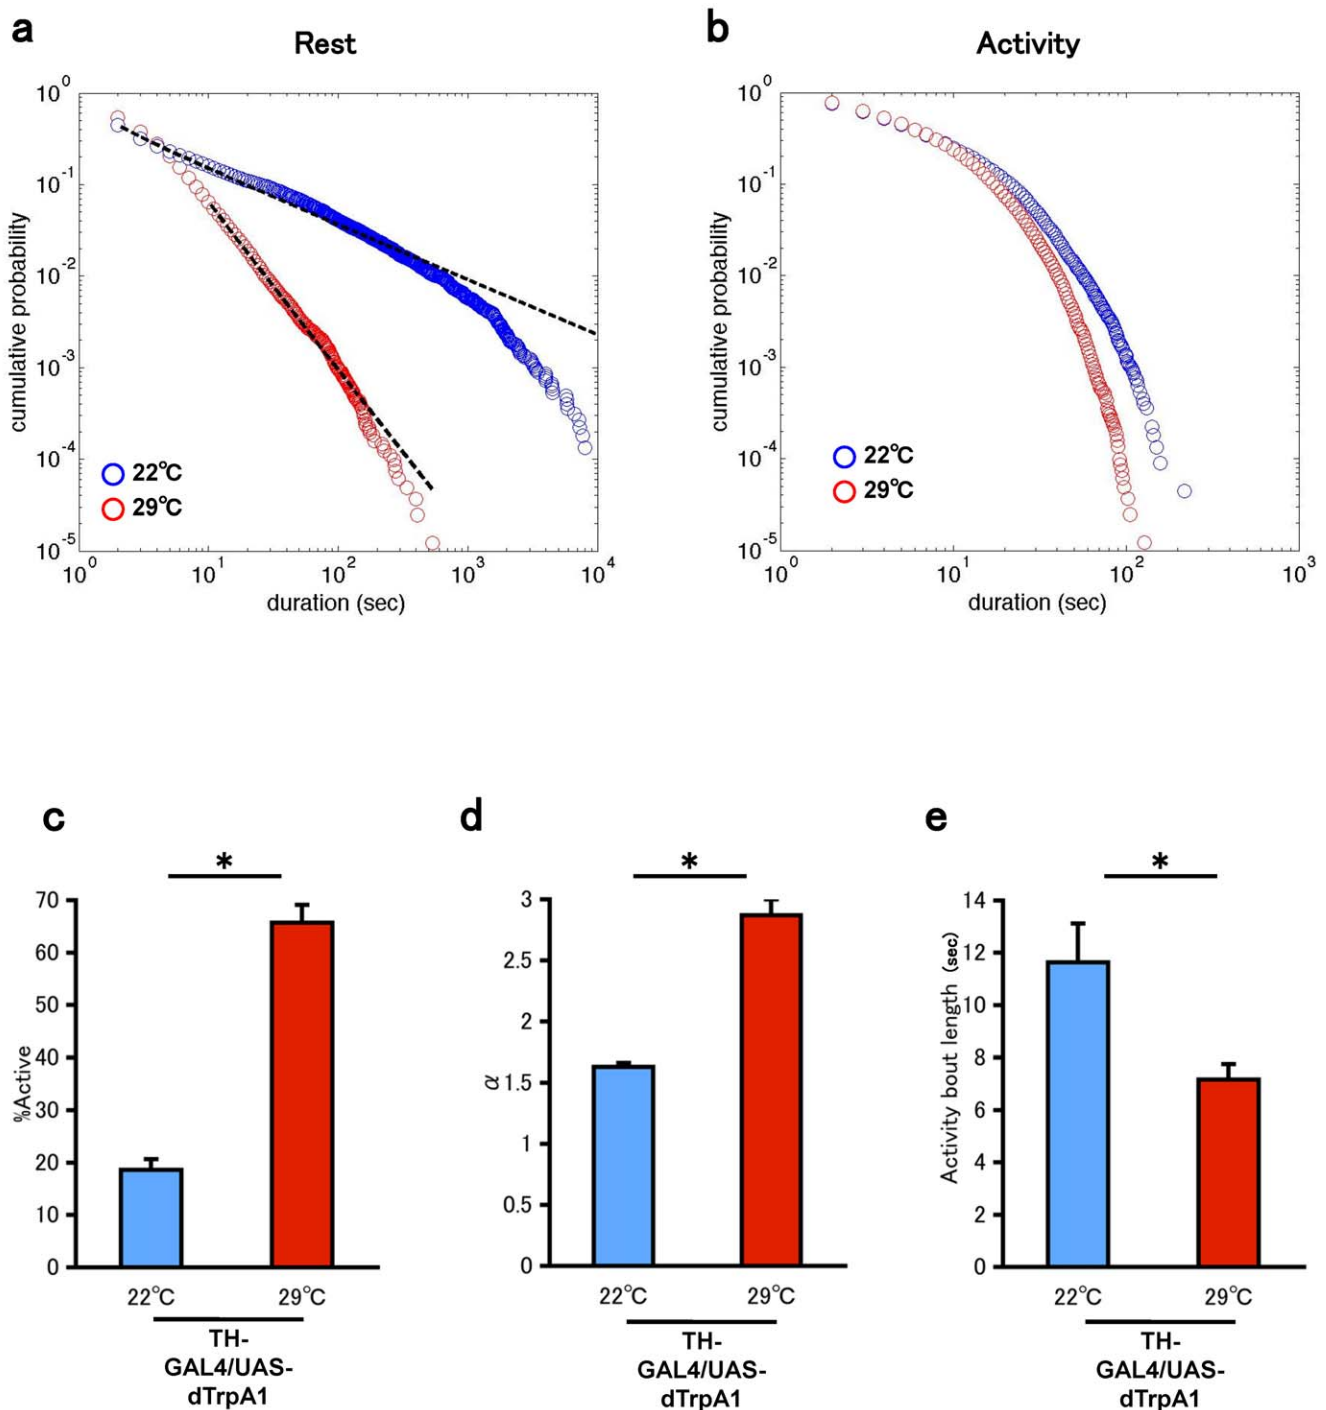 a
Rest
10^0
10^-1
10^-2
10^-3
10^-4
10^-5
cumulative probability
22°C
29°C
10^0 10^1 10^2 10^3 10^4
duration (sec)
b
Activity
10^0
10^-1
10^-2
10^-3
10^-4
10^-5
cumulative probability
22°C
29°C
10^0 10^1 10^2 10^3
duration (sec)
c
*
70
60
50
40
30
20
10
0
%Active
22°C 29°C
TH-
GAL4/UAS-
dTrpA1
d
*
3
2.5
2
1.5
1
0.5
0
α
22°C 29°C
TH-
GAL4/UAS-
dTrpA1
e
*
14
12
10
8
6
4
2
0
Activity bout length (sec)
22°C 29°C
TH-
GAL4/UAS-
dTrpA1